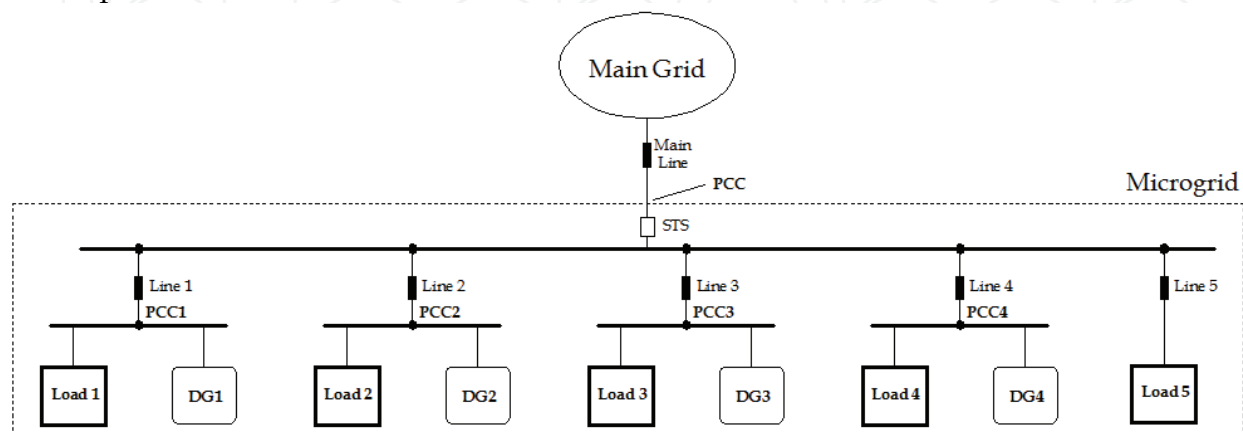 Main Grid
Main
Line
PCC
Microgrid
STS
Line 1
Line 2
Line 3
Line 4
Line 5
PCC1
PCC2
PCC3
PCC4
Load 1
DG1
Load 2
DG2
Load 3
DG3
Load 4
DG4
Load 5